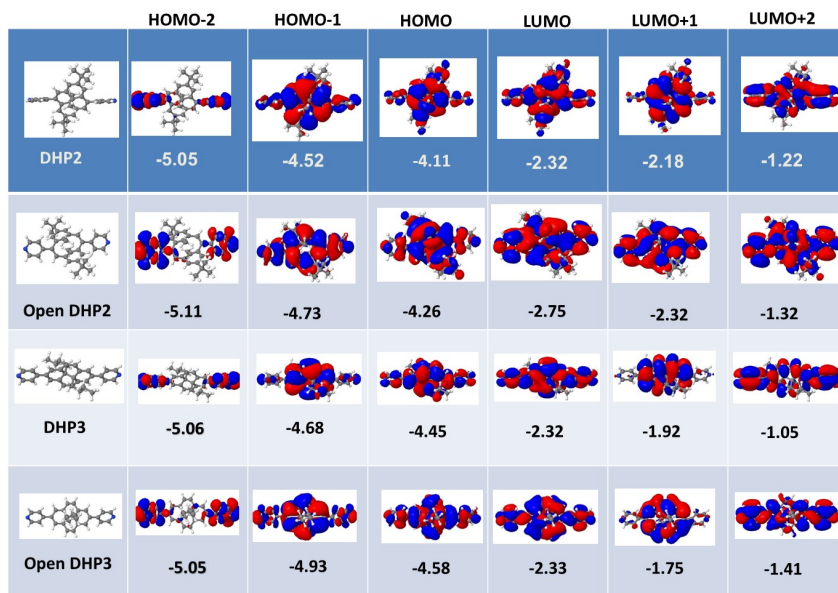 HOMO-2 HOMO-1 HOMO LUMO LUMO+1 LUMO+2
DHP2 -5.05 -4.52 -4.11 -2.32 -2.18 -1.22
Open DHP2 -5.11 -4.73 -4.26 -2.75 -2.32 -1.32
DHP3 -5.06 -4.68 -4.45 -2.32 -1.92 -1.05
Open DHP3 -5.05 -4.93 -4.58 -2.33 -1.75 -1.41